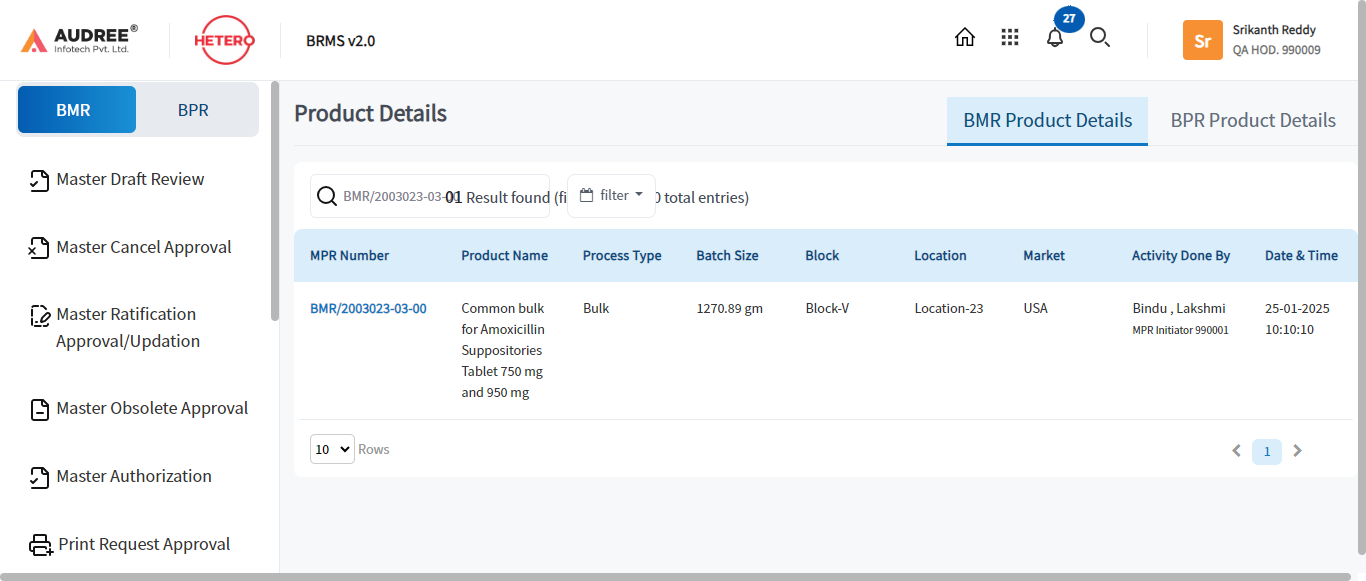 AUDREE®
Infotech Pvt. Ltd.
HETERO
BRMS v2.0
27
Sr
Srikanth Reddy
QA HOD. 990009
BMR
BPR
Master Draft Review
Master Cancel Approval
Master Ratification
Approval/Updation
Master Obsolete Approval
Master Authorization
Print Request Approval
Product Details
BMR Product Details
BPR Product Details
BMR/2003023-03-
01 Result found (fi
filter
0 total entries)
MPR Number Product Name Process Type Batch Size Block Location Market Activity Done By Date & Time
BMR/2003023-03-00 Common bulk Bulk 1270.89 gm Block-V Location-23 USA Bindu , Lakshmi 25-01-2025
for Amoxicillin MPR Initiator 990001 10:10:10
Suppositories
Tablet 750 mg
and 950 mg
10 Rows
1